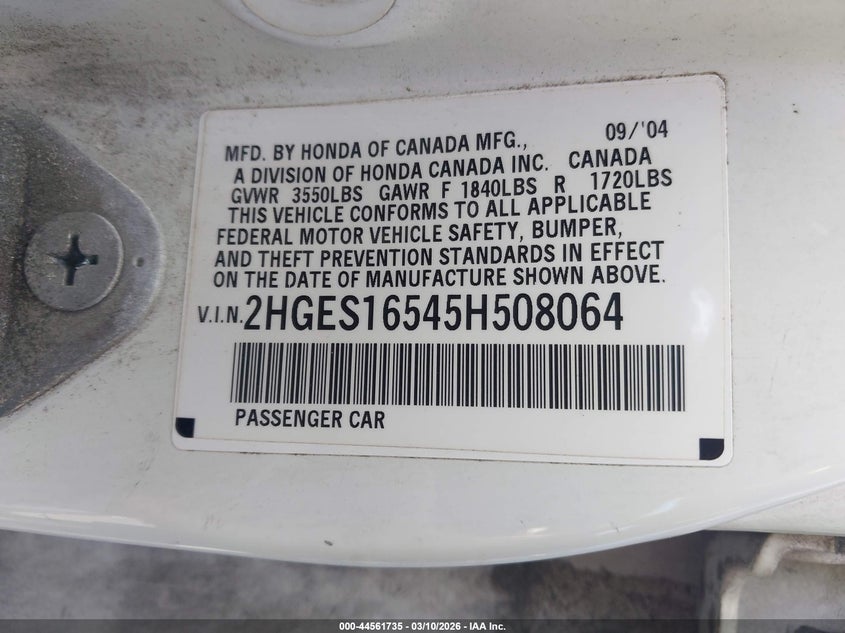 MFD. BY HONDA OF CANADA MFG., 09/'04
A DIVISION OF HONDA CANADA INC. CANADA
GVWR 3550LBS GAWR F 1840LBS R 1720LBS
THIS VEHICLE CONFORMS TO ALL APPLICABLE
FEDERAL MOTOR VEHICLE SAFETY, BUMPER,
AND THEFT PREVENTION STANDARDS IN EFFECT
ON THE DATE OF MANUFACTURE SHOWN ABOVE.
V.I.N. 2HGES16545H508064
PASSENGER CAR
000-44561735 - 03/10/2026 - IAA Inc.